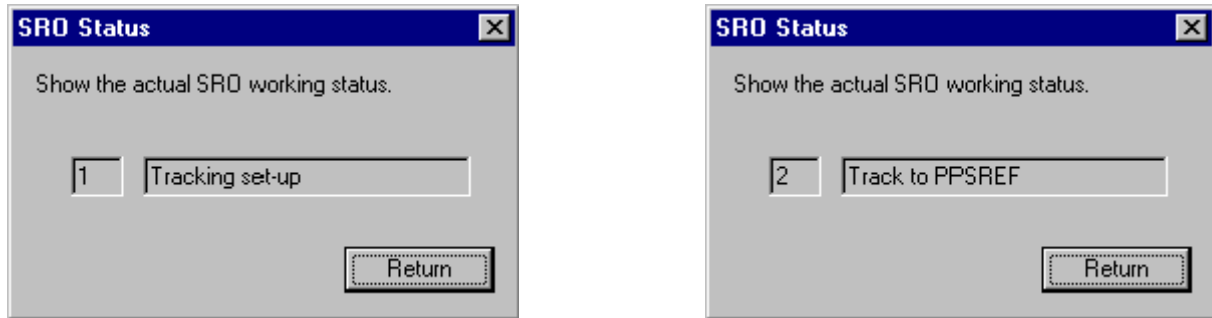 SRO Status
Show the actual SRO working status.
1 Tracking set-up
Return
SRO Status
Show the actual SRO working status.
2 Track to PPSREF
Return